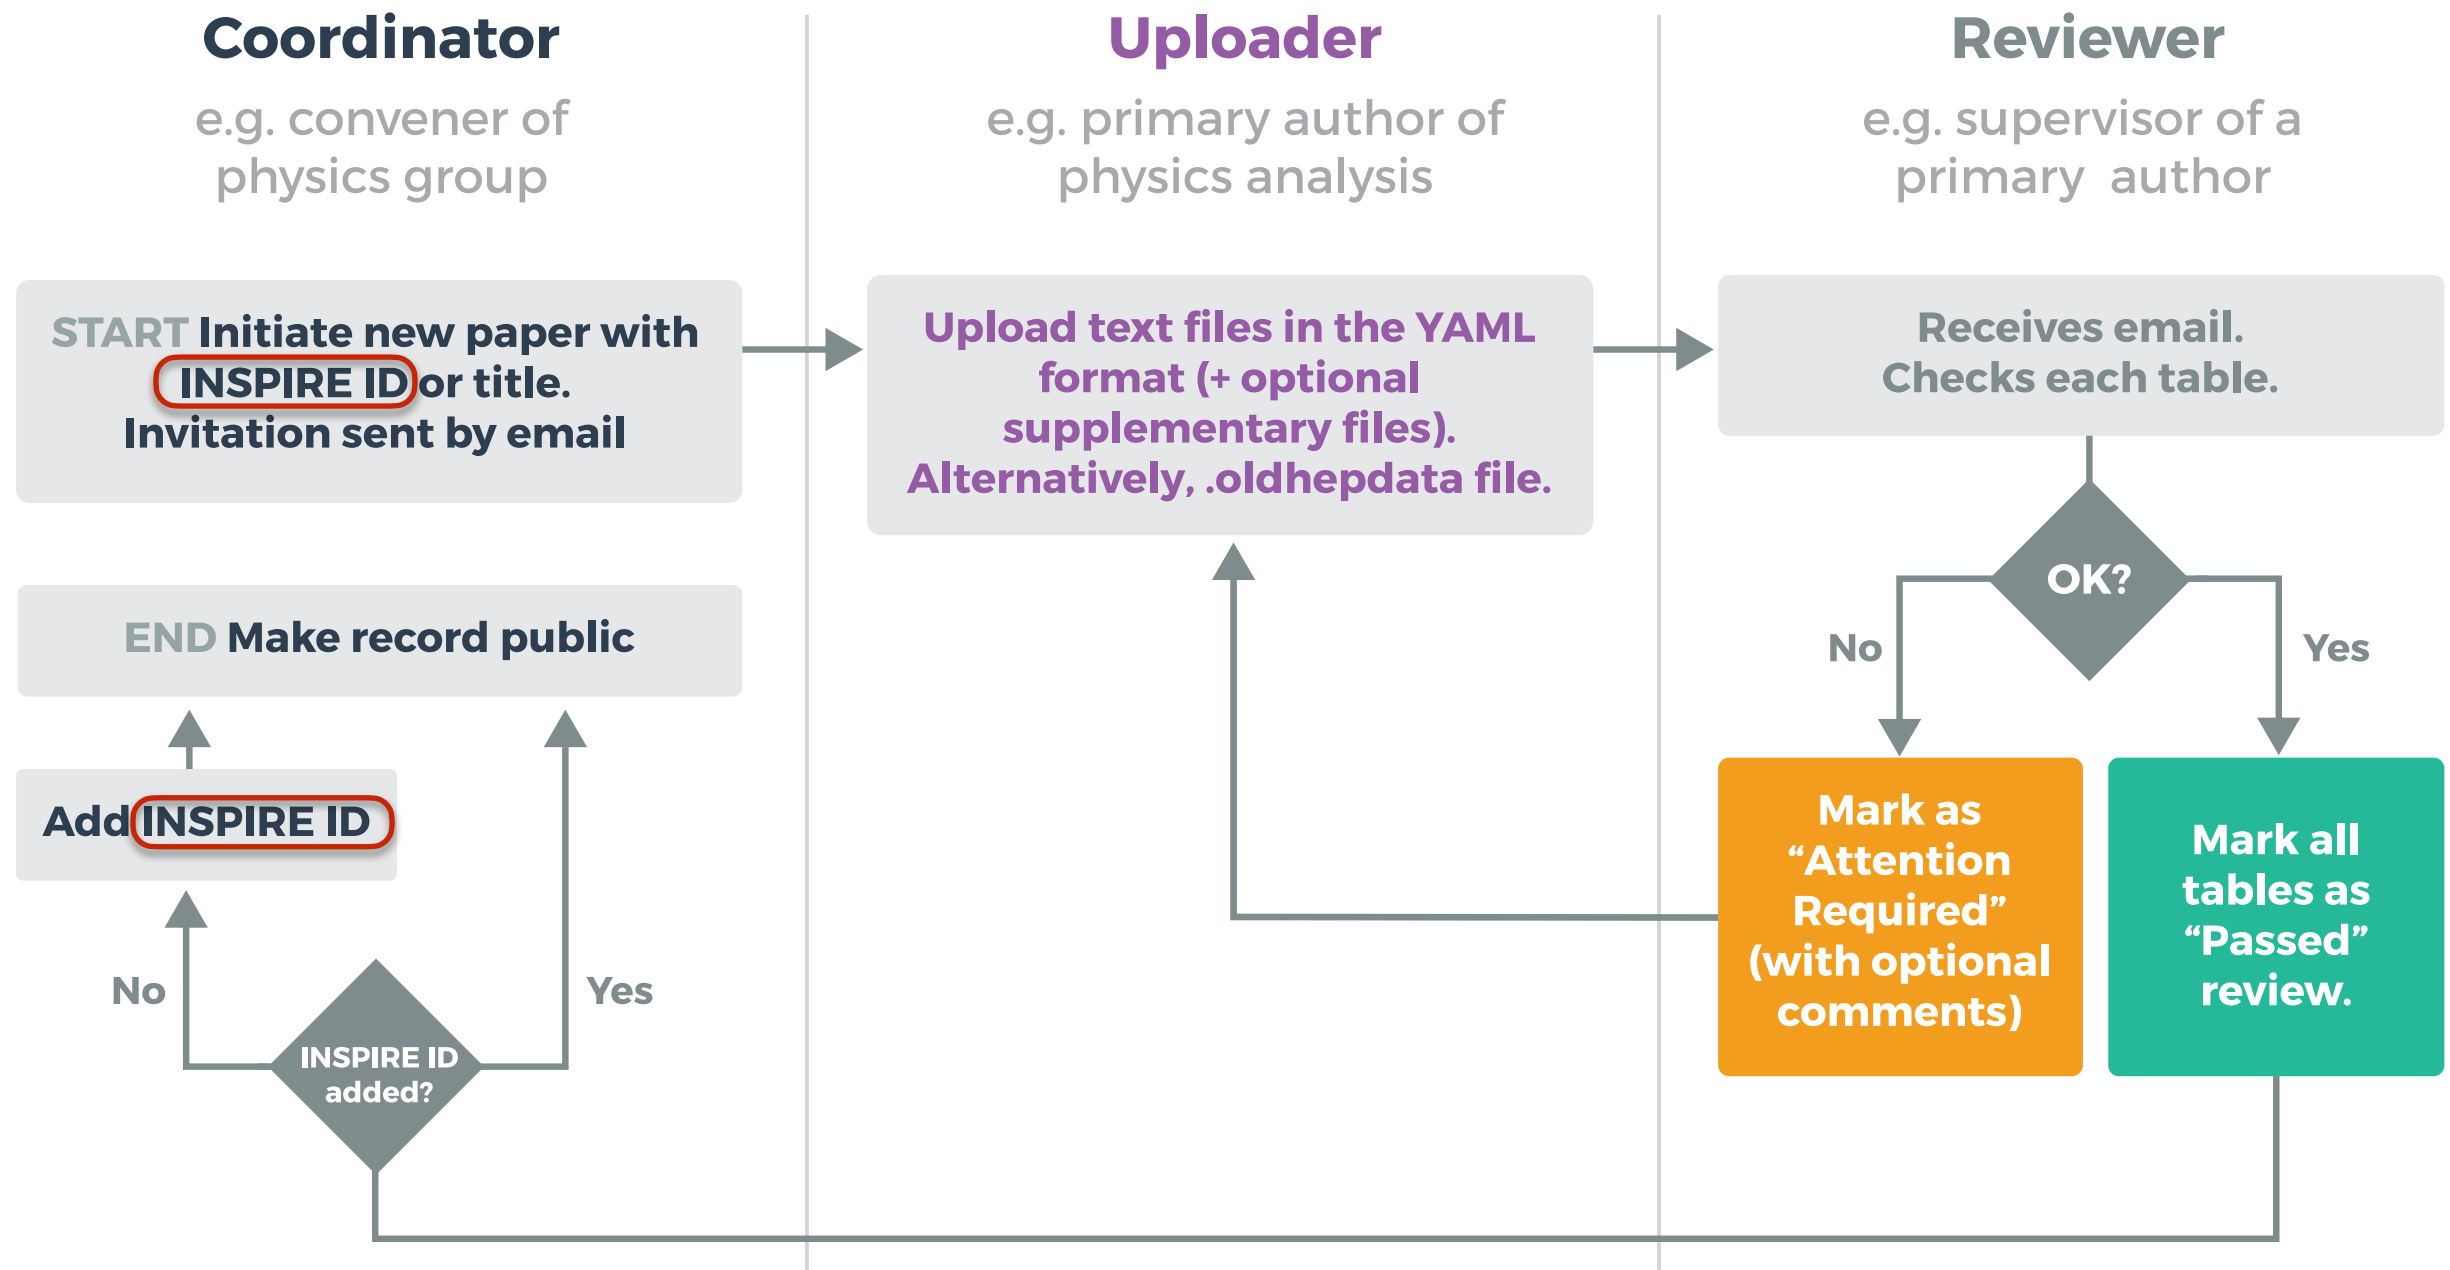 Coordinator
e.g. convener of
physics group
START Initiate new paper with
INSPIRE ID or title.
Invitation sent by email
END Make record public
Add INSPIRE ID
No
Yes
INSPIRE ID
added?
Uploader
e.g. primary author of
physics analysis
Upload text files in the YAML
format (+ optional
supplementary files).
Alternatively, .oldhepdata file.
Reviewer
e.g. supervisor of a
primary author
Receives email.
Checks each table.
OK?
No
Yes
Mark as
“Attention
Required”
(with optional
comments)
Mark all
tables as
“Passed”
review.